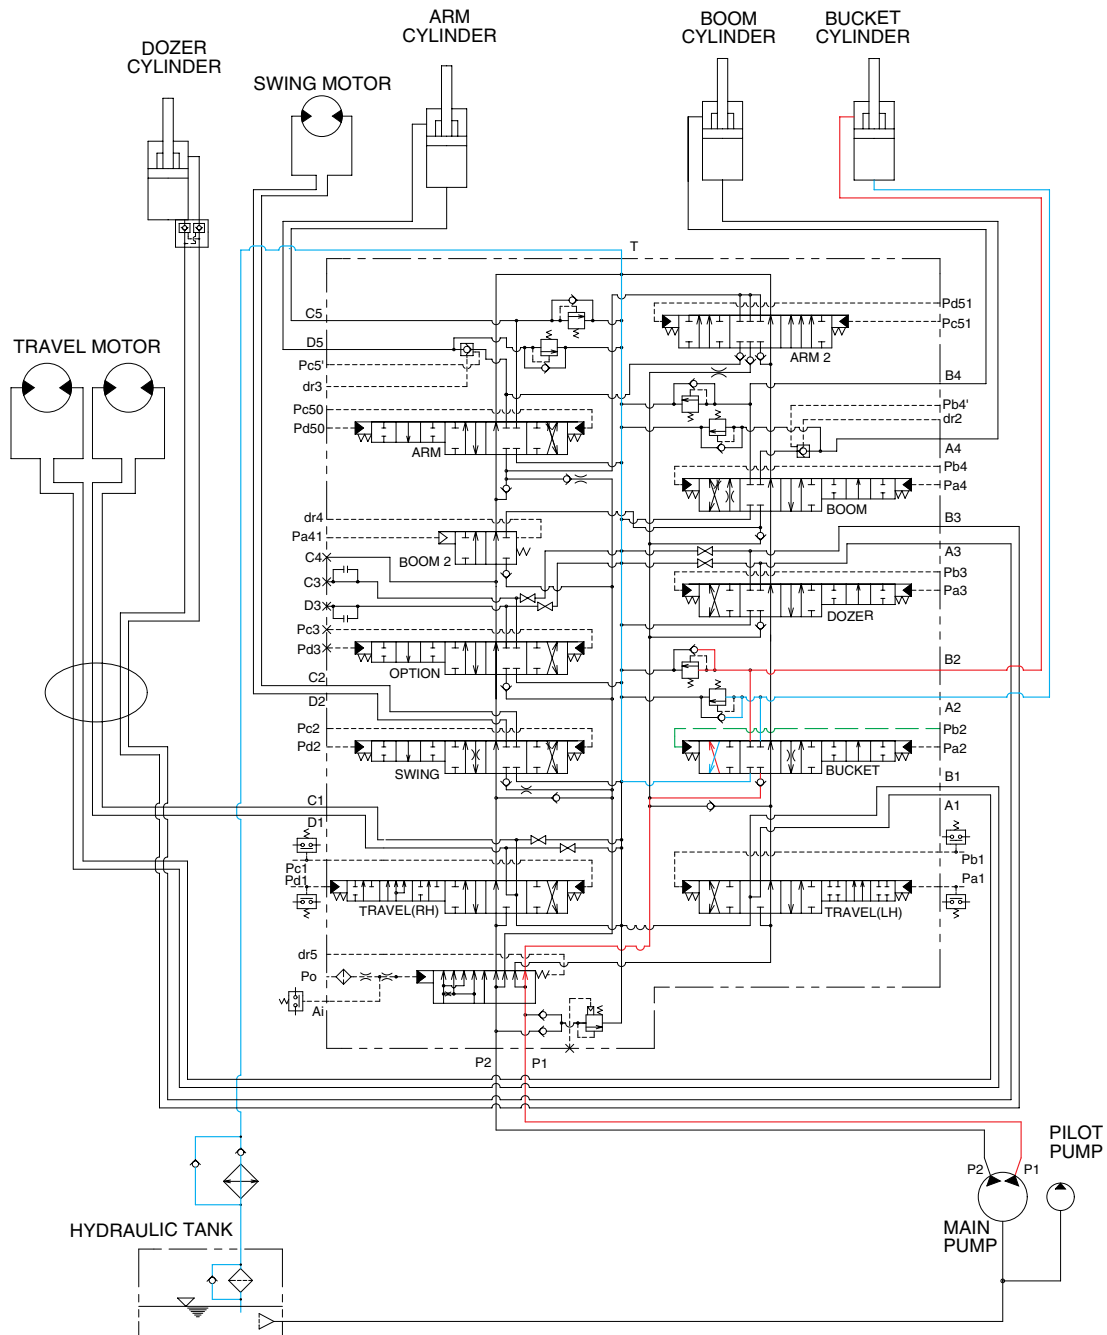 ARM
CYLINDER
BOOM
CYLINDER
BUCKET
CYLINDER
DOZER
CYLINDER
SWING MOTOR
TRAVEL MOTOR
T
C5
D5
Pc5'
dr3
Pc50
Pd50
ARM
dr4
Pa41
BOOM 2
C4
C3
D3
Pc3
Pd3
OPTION
C2
D2
Pc2
Pd2
SWING
C1
D1
Pc1
Pd1
TRAVEL(RH)
dr5
Po
Ai
Pd51
Pc51
ARM 2
B4
Pb4'
dr2
A4
Pb4
Pa4
BOOM
B3
A3
Pb3
Pa3
DOZER
B2
A2
Pb2
Pa2
BUCKET
B1
A1
Pb1
Pa1
TRAVEL(LH)
P2
P1
PILOT
PUMP
P2
P1
MAIN
PUMP
HYDRAULIC TANK